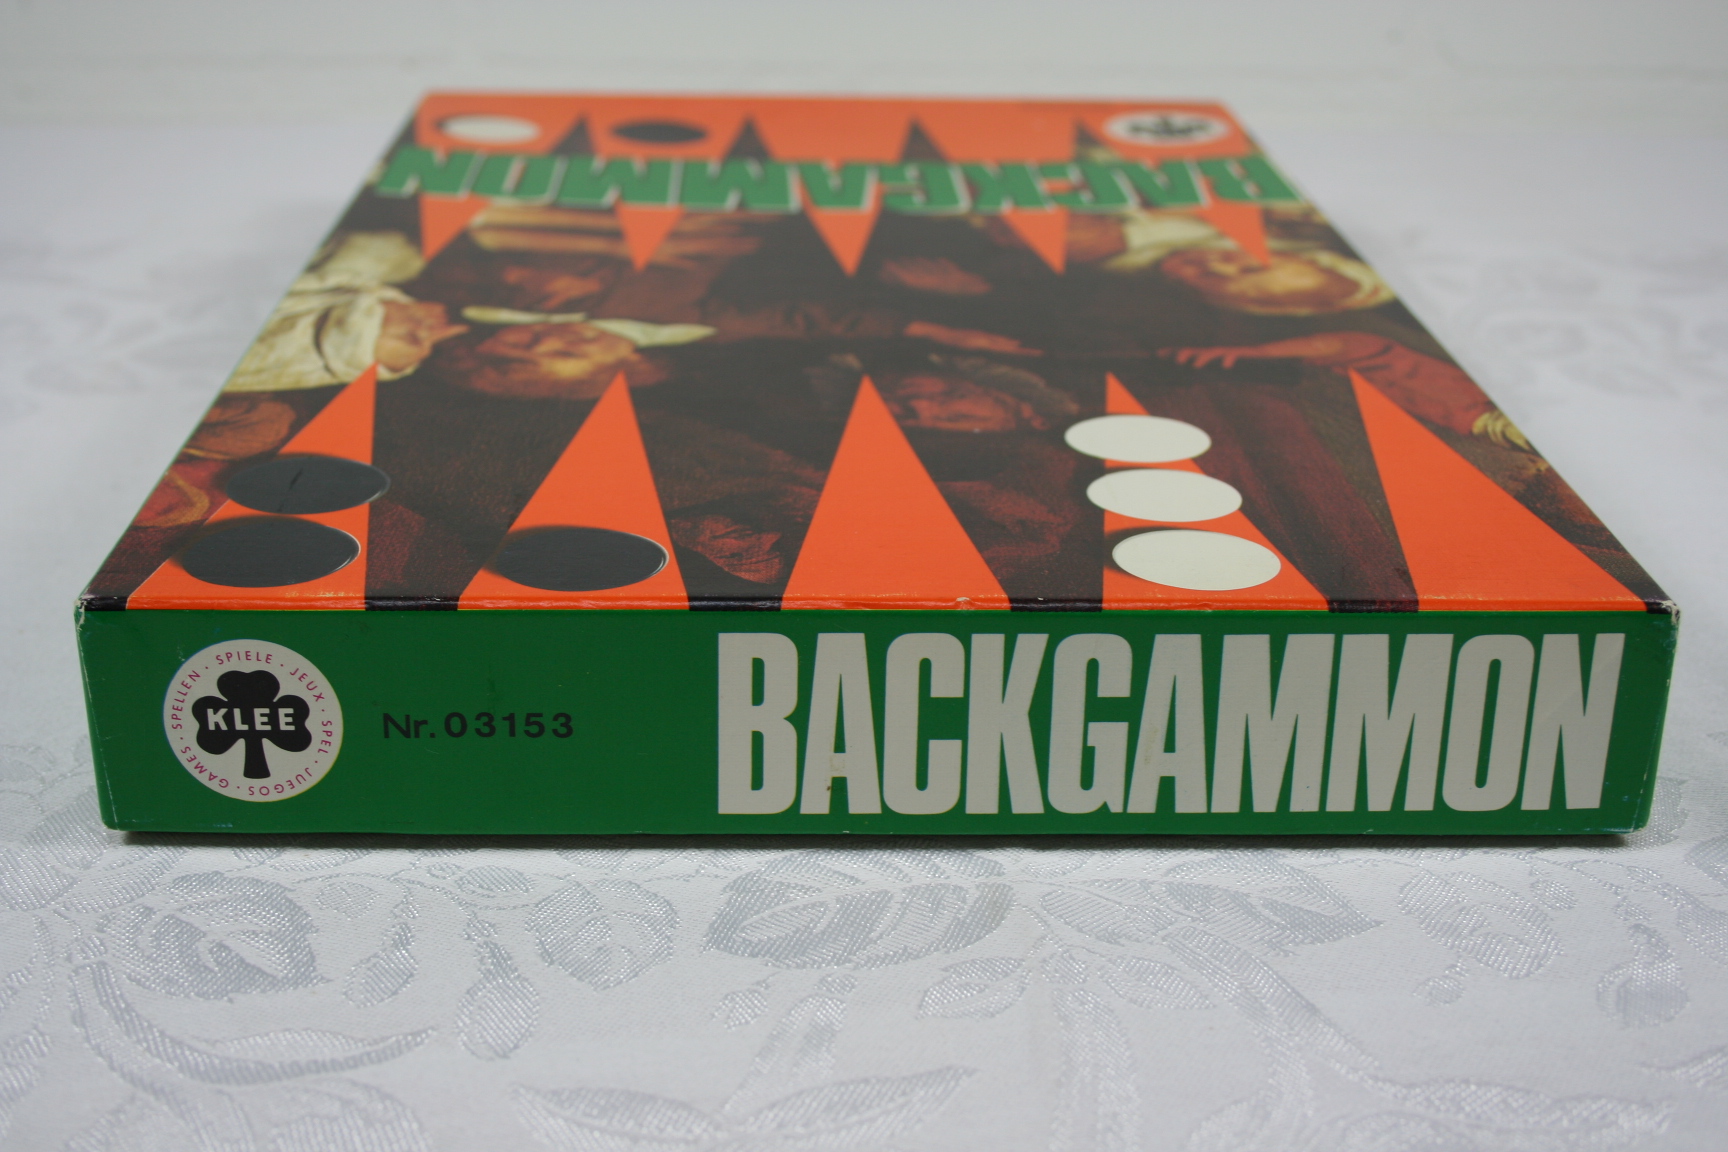 BACKGAMMON
KLEE
SPIELE · JEUX · SPEL · JUEGOS · GAMES · SPELLEN ·
Nr. 03153
BACKGAMMON